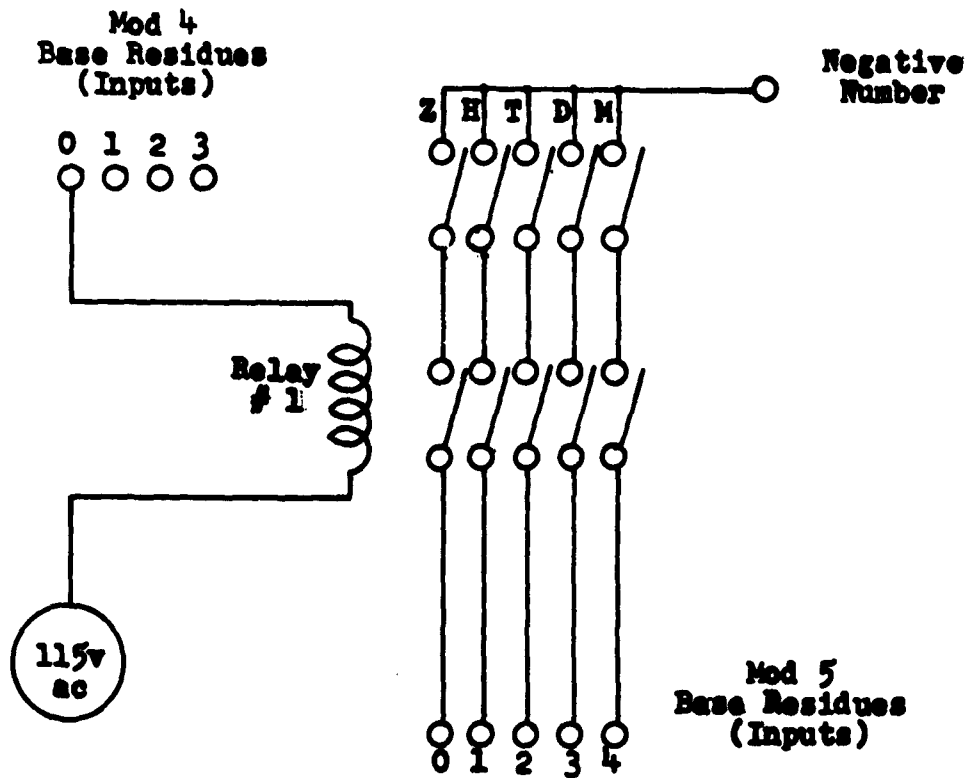 Mod 4
Base Residues
(Inputs)
0 1 2 3
Negative
Number
Z H T D M
Relay
# 1
115v
ac
Mod 5
Base Residues
(Inputs)
0 1 2 3 4